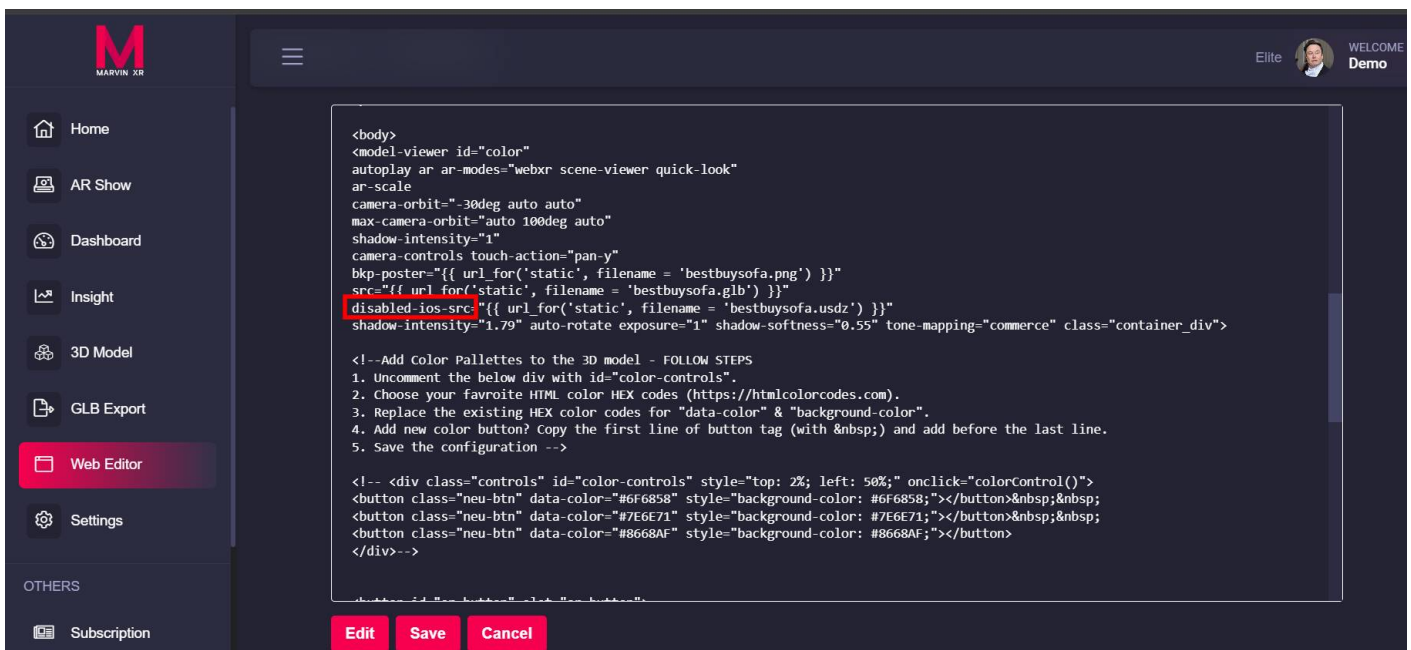 M
MARVIN XR
Elite
WELCOME
Demo
Home
AR Show
Dashboard
Insight
3D Model
GLB Export
Web Editor
Settings
OTHERS
Subscription
<body>
<model-viewer id="color"
autoplay ar ar-modes="webxr scene-viewer quick-look"
ar-scale
camera-orbit="-30deg auto auto"
max-camera-orbit="auto 100deg auto"
shadow-intensity="1"
camera-controls touch-action="pan-y"
bkp-poster="{{ url_for('static', filename = 'bestbuysofa.png') }}"
src="{{ url_for('static', filename = 'bestbuysofa.glb') }}"
disabled-ios-src="{{ url_for('static', filename = 'bestbuysofa.usdz') }}"
shadow-intensity="1.79" auto-rotate exposure="1" shadow-softness="0.55" tone-mapping="commerce" class="container_div">
<!--Add Color Pallettes to the 3D model - FOLLOW STEPS
1. Uncomment the below div with id="color-controls".
2. Choose your favroite HTML color HEX codes (https://htmlcolorcodes.com).
3. Replace the existing HEX color codes for "data-color" & "background-color".
4. Add new color button? Copy the first line of button tag (with &nbsp;) and add before the last line.
5. Save the configuration -->
<!-- <div class="controls" id="color-controls" style="top: 2%; left: 50%;" onclick="colorControl()">
<button class="neu-btn" data-color="#6F6858" style="background-color: #6F6858;"></button>&nbsp;&nbsp;
<button class="neu-btn" data-color="#7E6E71" style="background-color: #7E6E71;"></button>&nbsp;&nbsp;
<button class="neu-btn" data-color="#8668AF" style="background-color: #8668AF;"></button>
</div>-->
Edit
Save
Cancel